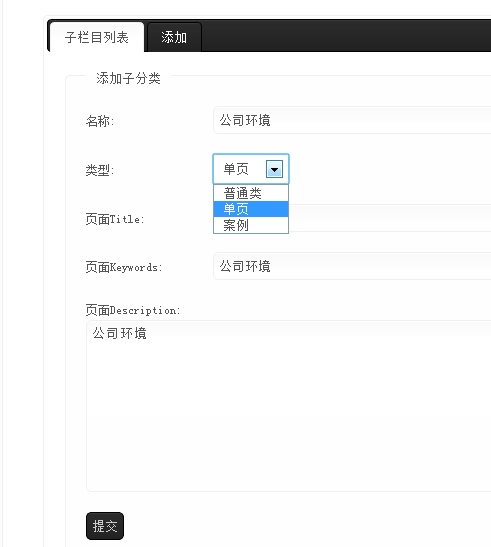 子栏目列表 添加
添加子分类
名称: 公司环境
类型: 单页
普通类
单页
案例
页面Title:
页面Keywords: 公司环境
页面Description:
公司环境
提交